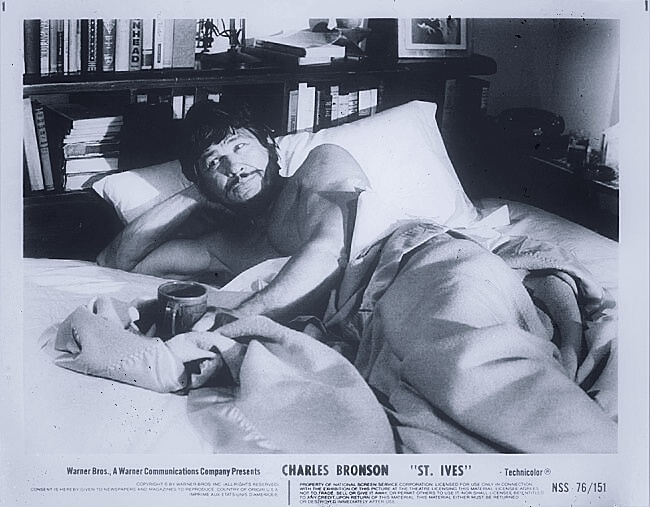 NHEAD
Warner Bros., A Warner Communications Company Presents CHARLES BRONSON "ST. IVES" Technicolor®
COPYRIGHT © BY WARNER BROS. INC. ALL RIGHTS RESERVED.
CONSENT IS HEREBY GIVEN TO NEWSPAPERS AND MAGAZINES TO REPRODUCE. COUNTRY OF ORIGIN U.S.A.
IMPRIME AUX ETATS-UNIS D'AMERIQUE.
PROPERTY OF NATIONAL SCREEN SERVICE CORPORATION. LICENSED FOR USE ONLY IN CONNECTION
WITH THE EXHIBITION OF THIS PICTURE AT THE THEATRE LICENSING THIS MATERIAL. LICENSEE AGREES
NOT TO TRADE, SELL OR GIVE IT AWAY, OR PERMIT OTHERS TO USE IT, NOR SHALL LICENSEE BE ENTITLED
TO ANY CREDIT UPON RETURN OF THIS MATERIAL. THIS MATERIAL EITHER MUST BE RETURNED
OR DESTROYED IMMEDIATELY AFTER USE.
NSS 76/151